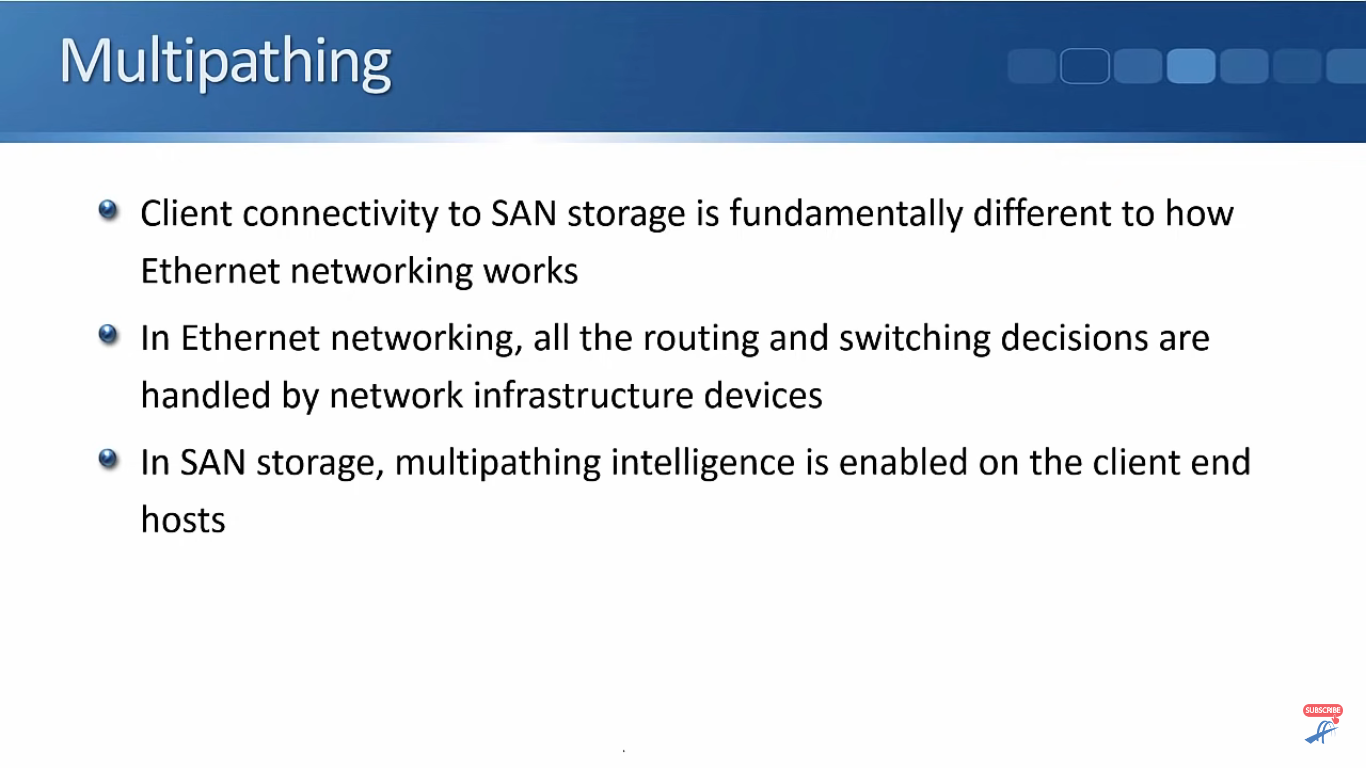 Multipathing
Client connectivity to SAN storage is fundamentally different to how
Ethernet networking works
In Ethernet networking, all the routing and switching decisions are
handled by network infrastructure devices
In SAN storage, multipathing intelligence is enabled on the client end
hosts
SUBSCRIBE